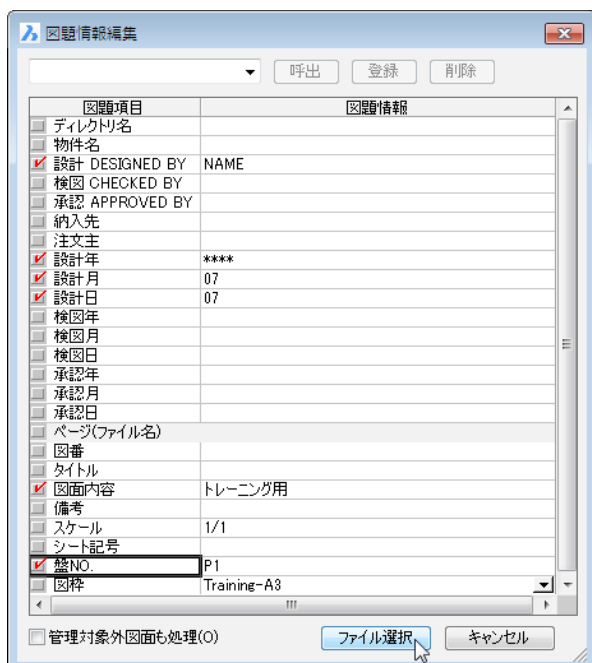 図題情報編集
呼出 登録 削除
図題項目 図題情報
ディレクトリ名
物件名
設計 DESIGNED BY NAME
検図 CHECKED BY
承認 APPROVED BY
納入先
注文主
設計年 ****
設計月 07
設計日 07
検図年
検図月
検図日
承認年
承認月
承認日
ページ(ファイル名)
図番
タイトル
図面内容 トレーニング用
備考
スケール 1/1
シート記号
盤NO. P1
図枠 Training-A3
管理対象外図面も処理(O) ファイル選択 キャンセル